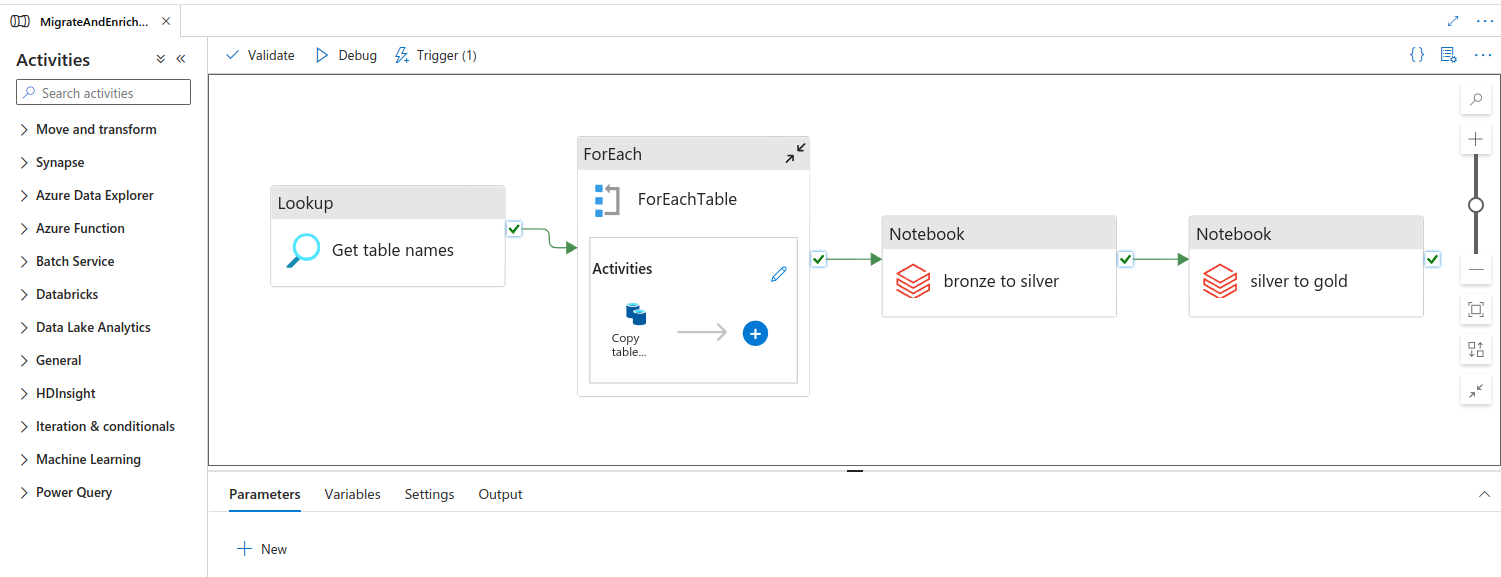 MigrateAndEnrich...
Activities
Search activities
Move and transform
Synapse
Azure Data Explorer
Azure Function
Batch Service
Databricks
Data Lake Analytics
General
HDInsight
Iteration & conditionals
Machine Learning
Power Query
Validate Debug Trigger (1)
Lookup
Get table names
ForEach
ForEachTable
Activities
Copy
table...
Notebook
bronze to silver
Notebook
silver to gold
Parameters Variables Settings Output
New